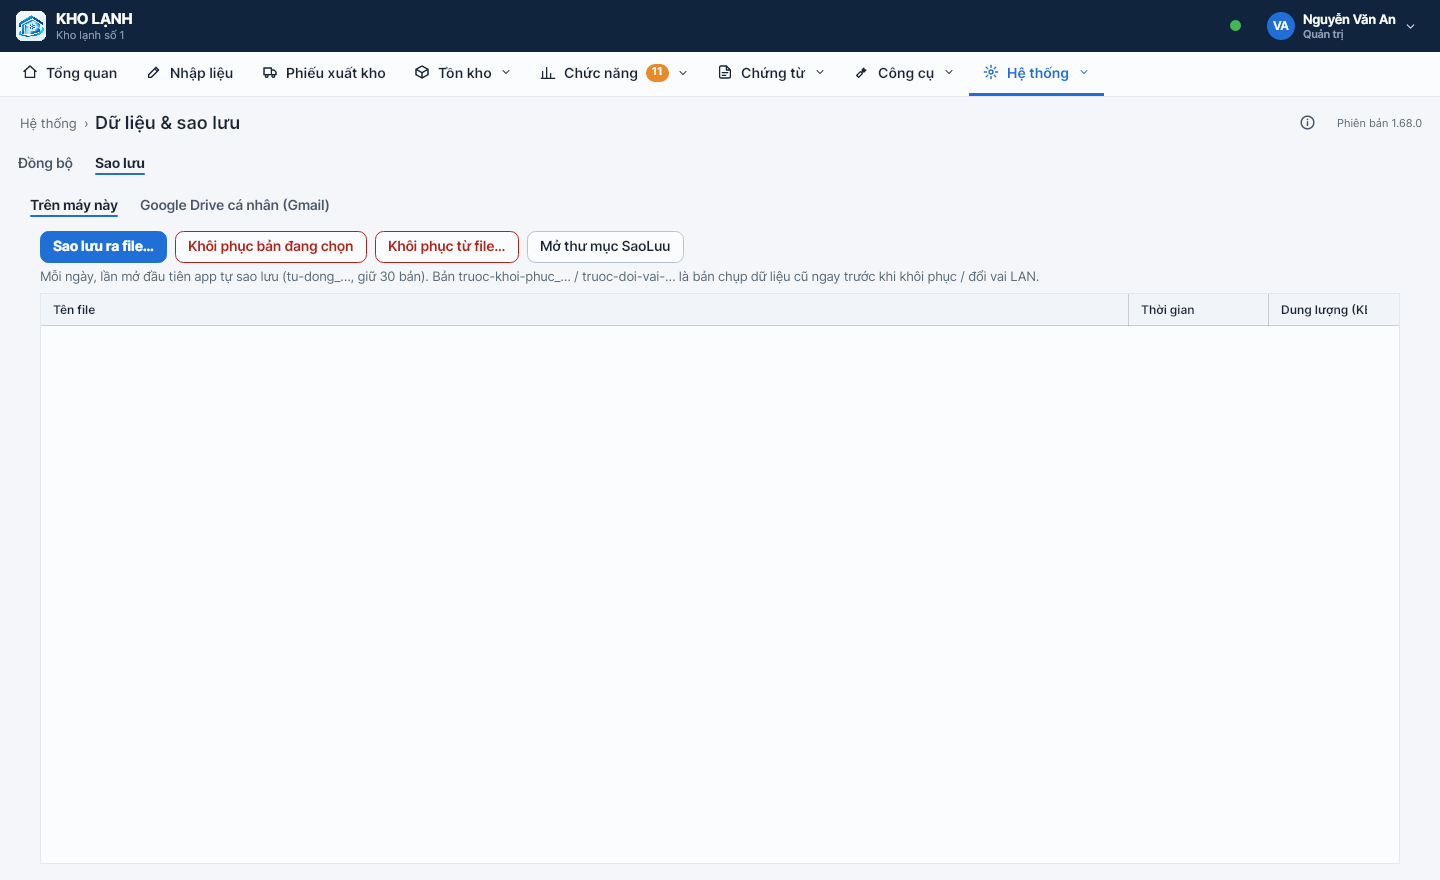 KHO LẠNH
Kho lạnh số 1
VA
Nguyễn Văn An
Quản trị
Tổng quan
Nhập liệu
Phiếu xuất kho
Tồn kho
Chức năng 11
Chứng từ
Công cụ
Hệ thống
Hệ thống › Dữ liệu & sao lưu
Phiên bản 1.68.0
Đồng bộ
Sao lưu
Trên máy này
Google Drive cá nhân (Gmail)
Sao lưu ra file...
Khôi phục bản đang chọn
Khôi phục từ file...
Mở thư mục SaoLuu
Mỗi ngày, lần mở đầu tiên app tự sao lưu (tu-dong_..., giữ 30 bản). Bản truoc-khoi-phuc_... / truoc-doi-vai-... là bản chụp dữ liệu cũ ngay trước khi khôi phục / đổi vai LAN.
Tên file
Thời gian
Dung lượng (K